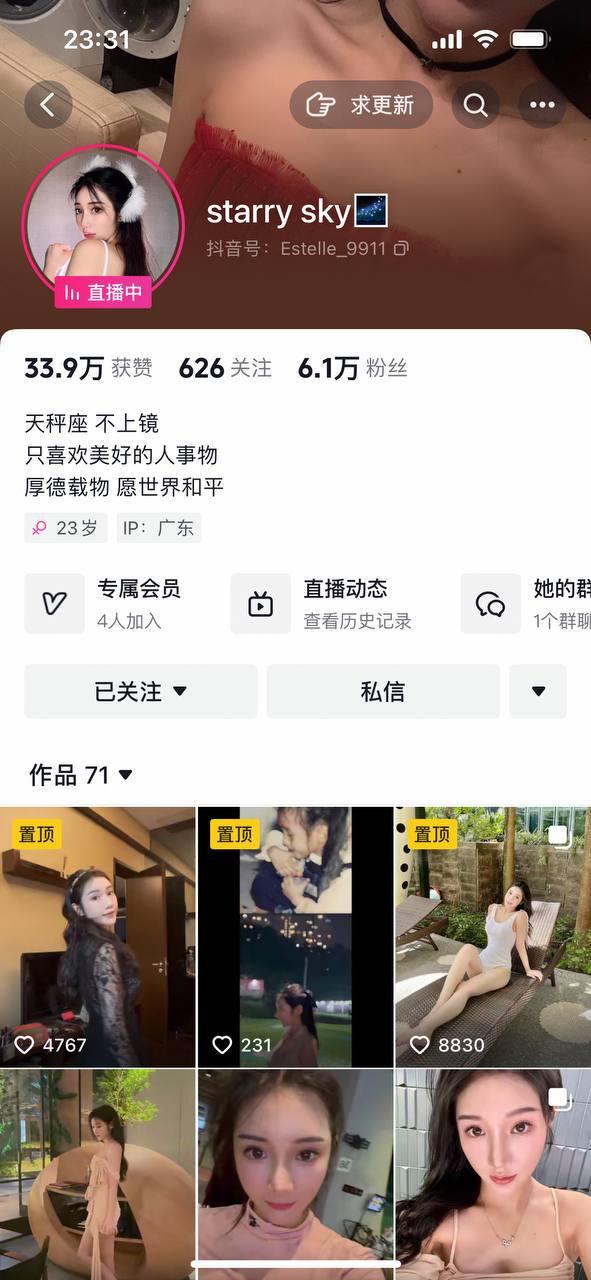 23:31
求更新
starry sky🌌
抖音号：Estelle_9911
直播中
33.9万 获赞 626 关注 6.1万 粉丝
天秤座 不上镜
只喜欢美好的人事物
厚德载物 愿世界和平
23岁 IP：广东
专属会员
4人加入
直播动态
查看历史记录
她的群
1个群聊
已关注
私信
作品 71
置顶
置顶
置顶
4767
231
8830